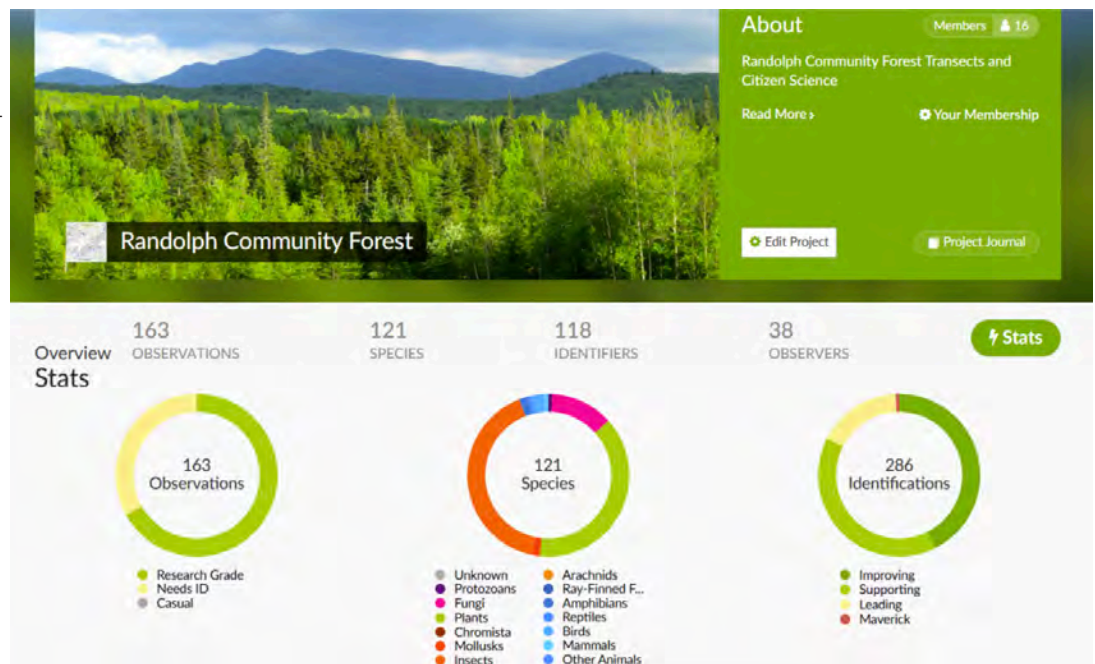 About
Members 16
Randolph Community Forest Transects and
Citizen Science
Read More ›
Your Membership
Randolph Community Forest
Edit Project
Project Journal
Overview
163
OBSERVATIONS
121
SPECIES
118
IDENTIFIERS
38
OBSERVERS
Stats
Stats
163
Observations
121
Species
286
Identifications
Research Grade
Needs ID
Casual
Unknown
Protozoans
Fungi
Plants
Chromista
Mollusks
Insects
Arachnids
Ray-Finned F...
Amphibians
Reptiles
Birds
Mammals
Other Animals
Improving
Supporting
Leading
Maverick